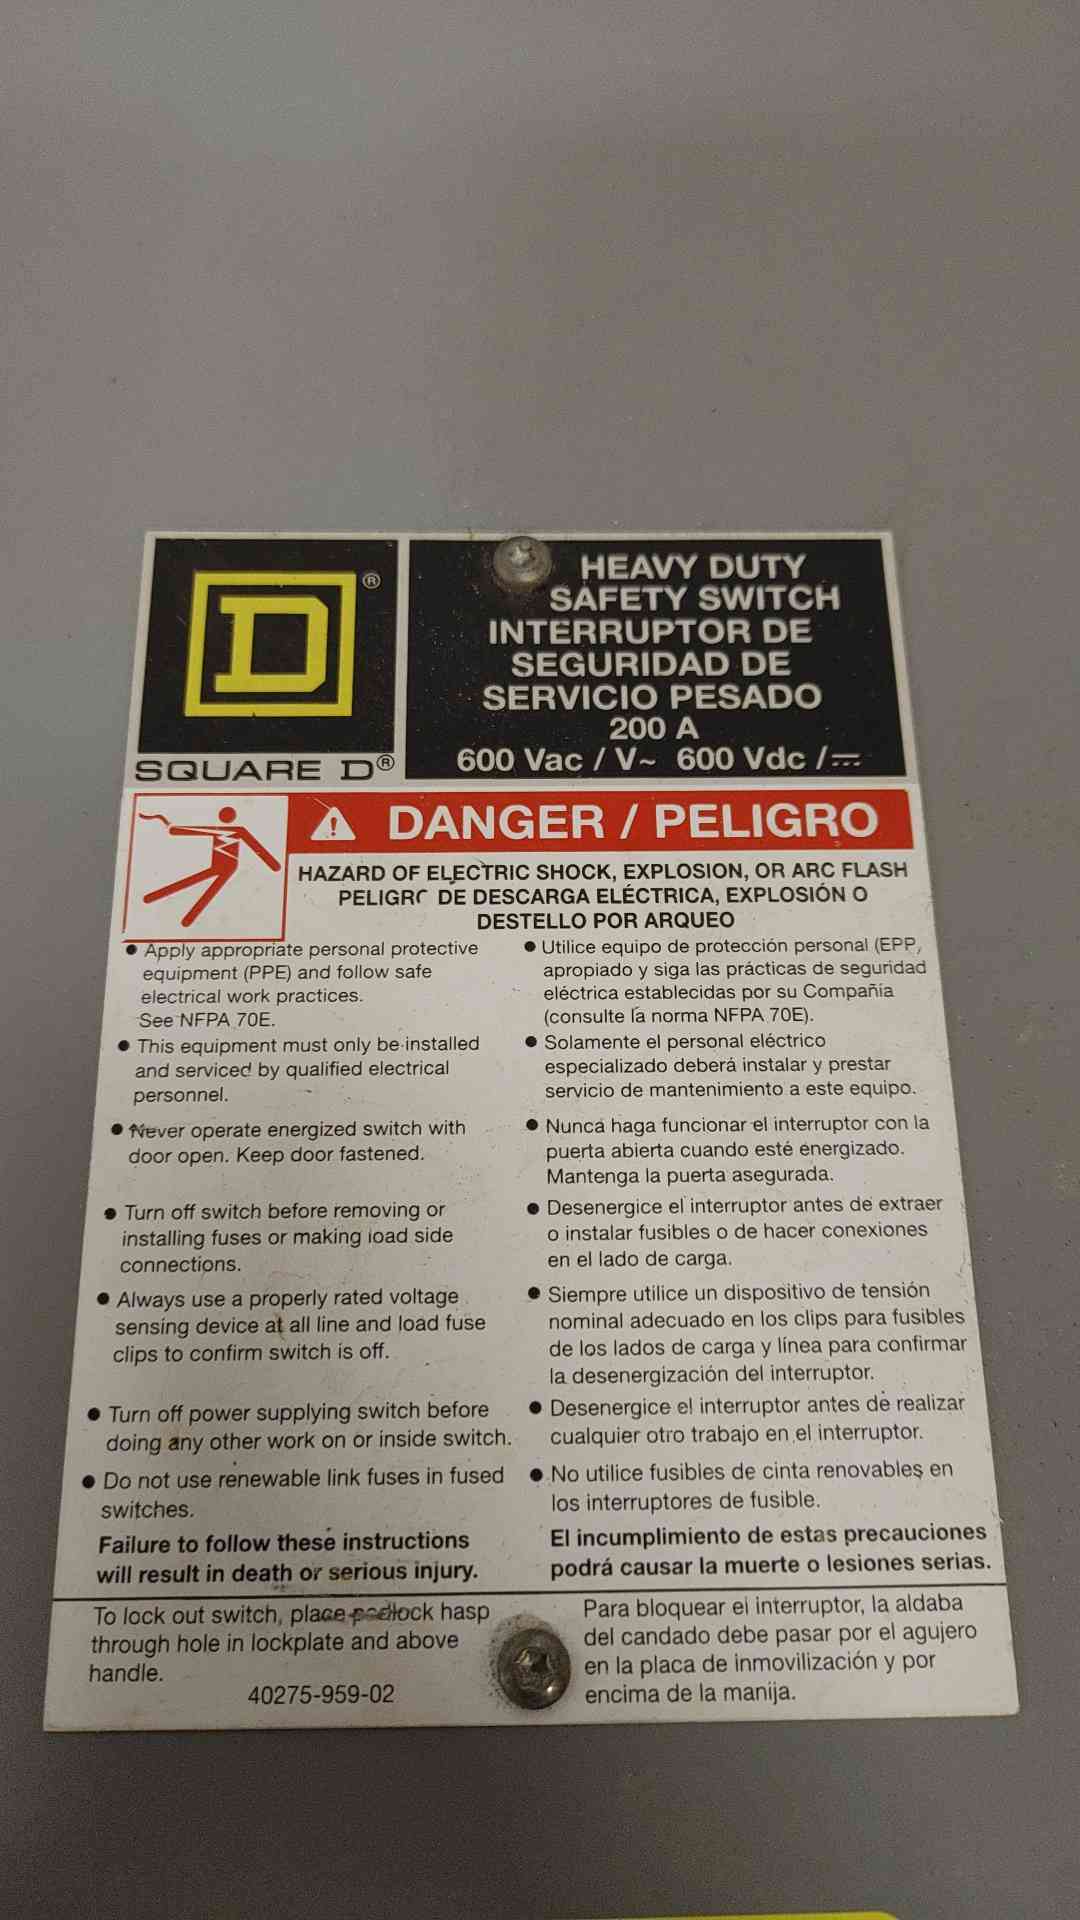 D®
SQUARE D®
HEAVY DUTY
SAFETY SWITCH
INTERRUPTOR DE
SEGURIDAD DE
SERVICIO PESADO
200 A
600 Vac / V~ 600 Vdc / ⎓
DANGER / PELIGRO
HAZARD OF ELECTRIC SHOCK, EXPLOSION, OR ARC FLASH
PELIGRO DE DESCARGA ELÉCTRICA, EXPLOSIÓN O
DESTELLO POR ARQUEO
● Apply appropriate personal protective
equipment (PPE) and follow safe
electrical work practices.
See NFPA 70E.
● This equipment must only be installed
and serviced by qualified electrical
personnel.
● Never operate energized switch with
door open. Keep door fastened.
● Turn off switch before removing or
installing fuses or making load side
connections.
● Always use a properly rated voltage
sensing device at all line and load fuse
clips to confirm switch is off.
● Turn off power supplying switch before
doing any other work on or inside switch.
● Do not use renewable link fuses in fused
switches.
Failure to follow these instructions
will result in death or serious injury.
● Utilice equipo de protección personal (EPP,
apropiado y siga las prácticas de seguridad
eléctrica establecidas por su Compañía
(consulte la norma NFPA 70E).
● Solamente el personal eléctrico
especializado deberá instalar y prestar
servicio de mantenimiento a este equipo.
● Nunca haga funcionar el interruptor con la
puerta abierta cuando esté energizado.
Mantenga la puerta asegurada.
● Desenergice el interruptor antes de extraer
o instalar fusibles o de hacer conexiones
en el lado de carga.
● Siempre utilice un dispositivo de tensión
nominal adecuado en los clips para fusibles
de los lados de carga y línea para confirmar
la desenergización del interruptor.
● Desenergice el interruptor antes de realizar
cualquier otro trabajo en el interruptor.
● No utilice fusibles de cinta renovables en
los interruptores de fusible.
El incumplimiento de estas precauciones
podrá causar la muerte o lesiones serias.
To lock out switch, place padlock hasp
through hole in lockplate and above
handle.
40275-959-02
Para bloquear el interruptor, la aldaba
del candado debe pasar por el agujero
en la placa de inmovilización y por
encima de la manija.